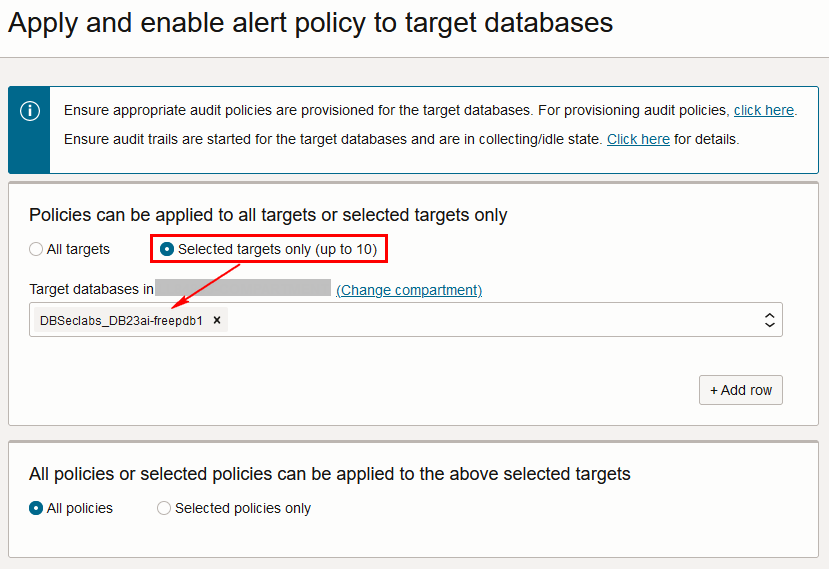 Apply and enable alert policy to target databases
Ensure appropriate audit policies are provisioned for the target databases. For provisioning audit policies, click here.
Ensure audit trails are started for the target databases and are in collecting/idle state. Click here for details.
Policies can be applied to all targets or selected targets only
All targets Selected targets only (up to 10)
Target databases in (Change compartment)
DBSeclabs_DB23ai-freepdb1 ×
+ Add row
All policies or selected policies can be applied to the above selected targets
All policies Selected policies only